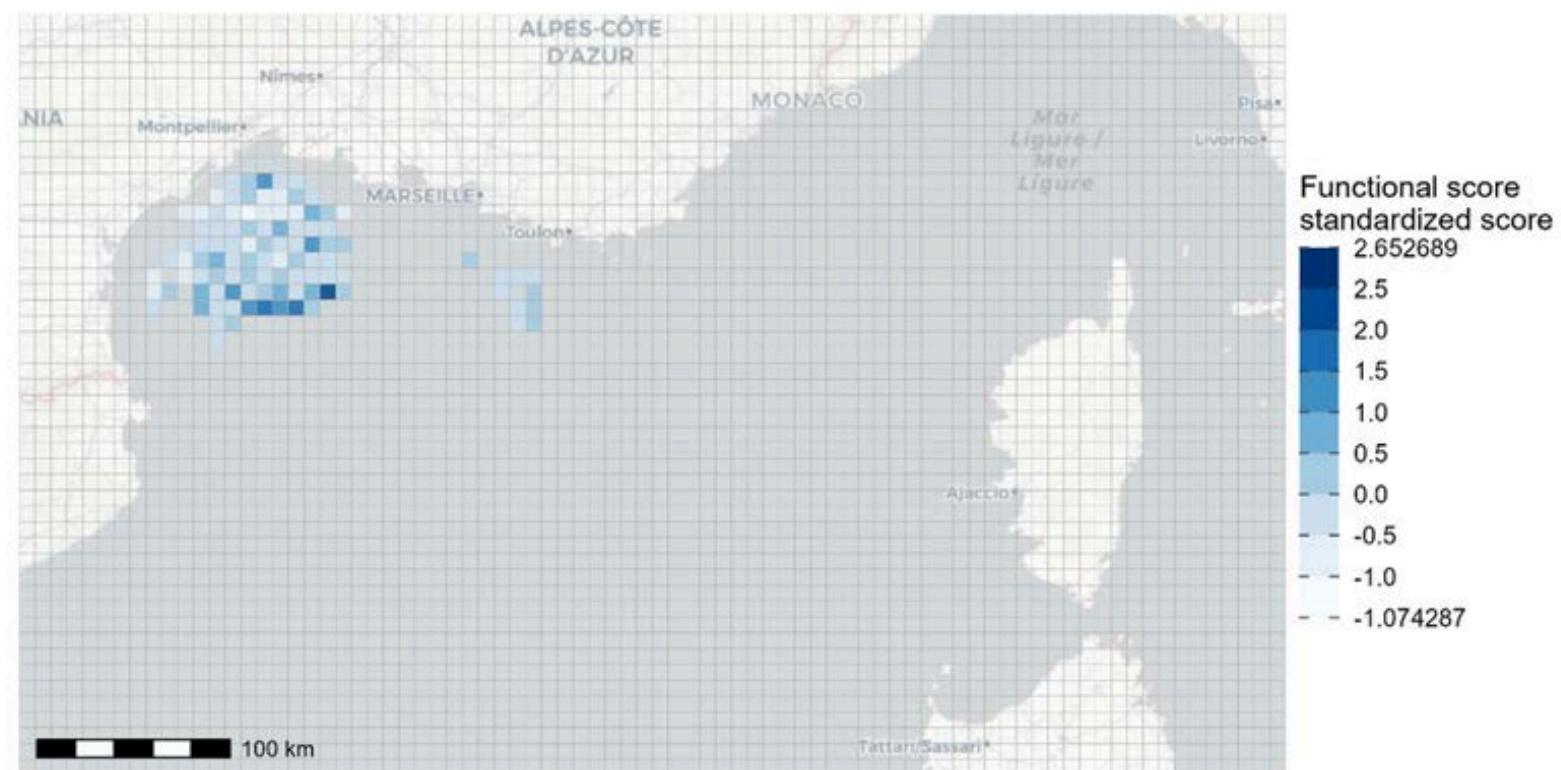 ALPES-CÔTE
D'AZUR
Nîmes
MONACO
Pisa
NIA
Montpellier
Mar
Ligure /
Mer
Ligure
Livorno
MARSEILLE
Toulon
Ajaccio
Tattari/Sassari
100 km
Functional score
standardized score
2.652689
2.5
2.0
1.5
1.0
0.5
0.0
-0.5
-1.0
-1.074287